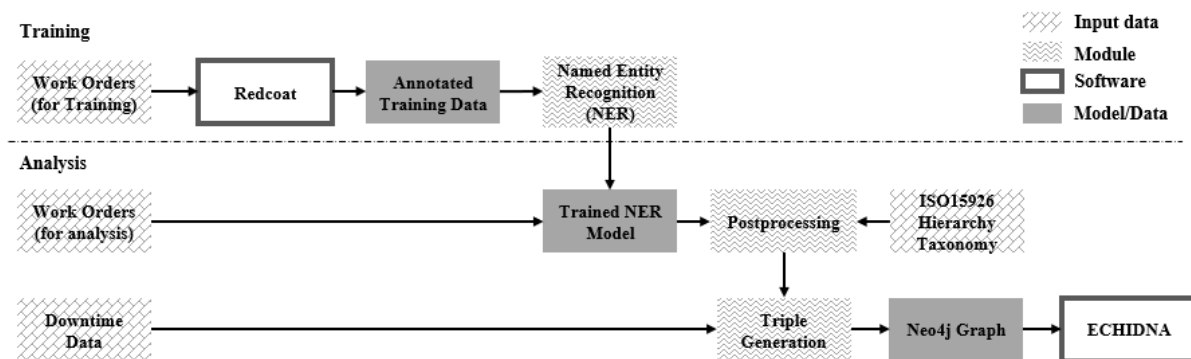 Training
Work Orders
(for Training)
Redcoat
Annotated
Training Data
Named Entity
Recognition
(NER)
Input data
Module
Software
Model/Data
Analysis
Work Orders
(for analysis)
Trained NER
Model
Postprocessing
ISO15926
Hierarchy
Taxonomy
Downtime
Data
Triple
Generation
Neo4j Graph
ECHIDNA